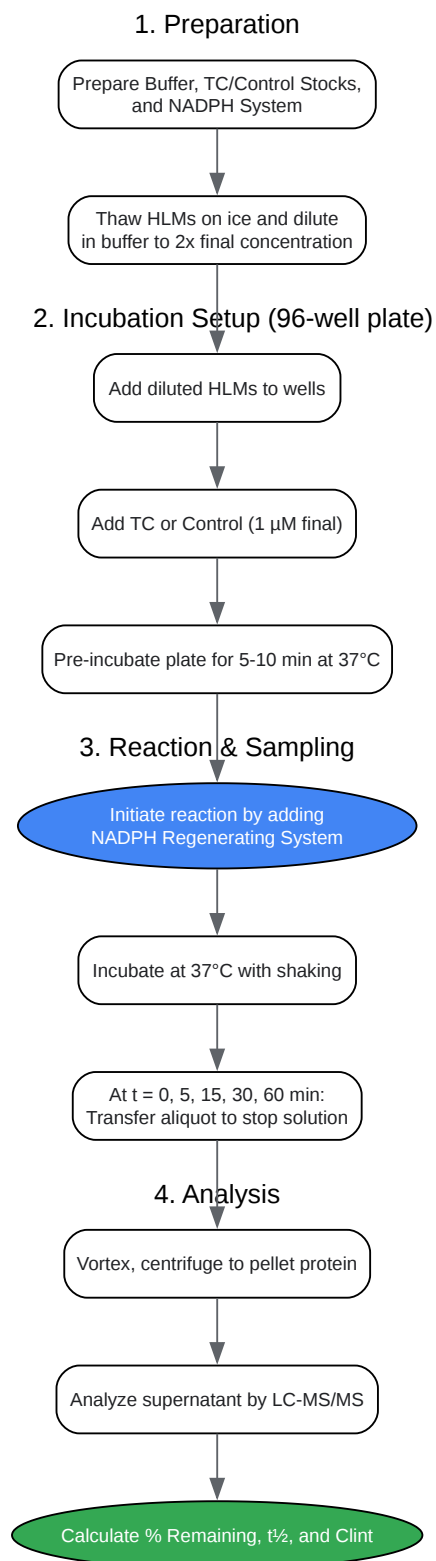 1. Preparation
Prepare Buffer, TC/Control Stocks,
and NADPH System
Thaw HLMs on ice and dilute
in buffer to 2x final concentration
2. Incubation Setup (96-well plate)
Add diluted HLMs to wells
Add TC or Control (1 µM final)
Pre-incubate plate for 5-10 min at 37°C
3. Reaction & Sampling
Initiate reaction by adding
NADPH Regenerating System
Incubate at 37°C with shaking
At t = 0, 5, 15, 30, 60 min:
Transfer aliquot to stop solution
4. Analysis
Vortex, centrifuge to pellet protein
Analyze supernatant by LC-MS/MS
Calculate % Remaining, t½, and Clint